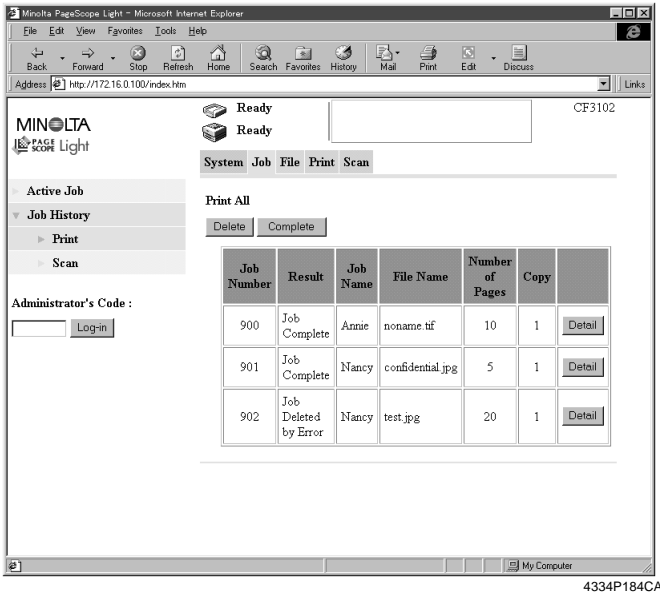 Minolta PageScope Light - Microsoft Internet Explorer
File Edit View Favorites Tools Help
Back Forward Stop Refresh Home Search Favorites History Mail Print Edit Discuss
Address http://172.16.0.100/index.htm Links
MINOLTA
PAGE SCOPE Light
Ready
Ready
CF3102
System Job File Print Scan
Active Job
Job History
Print
Scan
Administrator's Code :
Log-in
Print All
Delete Complete
Job Number Result Job Name File Name Number of Pages Copy
900 Job Complete Annie noname.tif 10 1 Detail
901 Job Complete Nancy confidential.jpg 5 1 Detail
902 Job Deleted by Error Nancy test.jpg 20 1 Detail
My Computer
4334P184CA